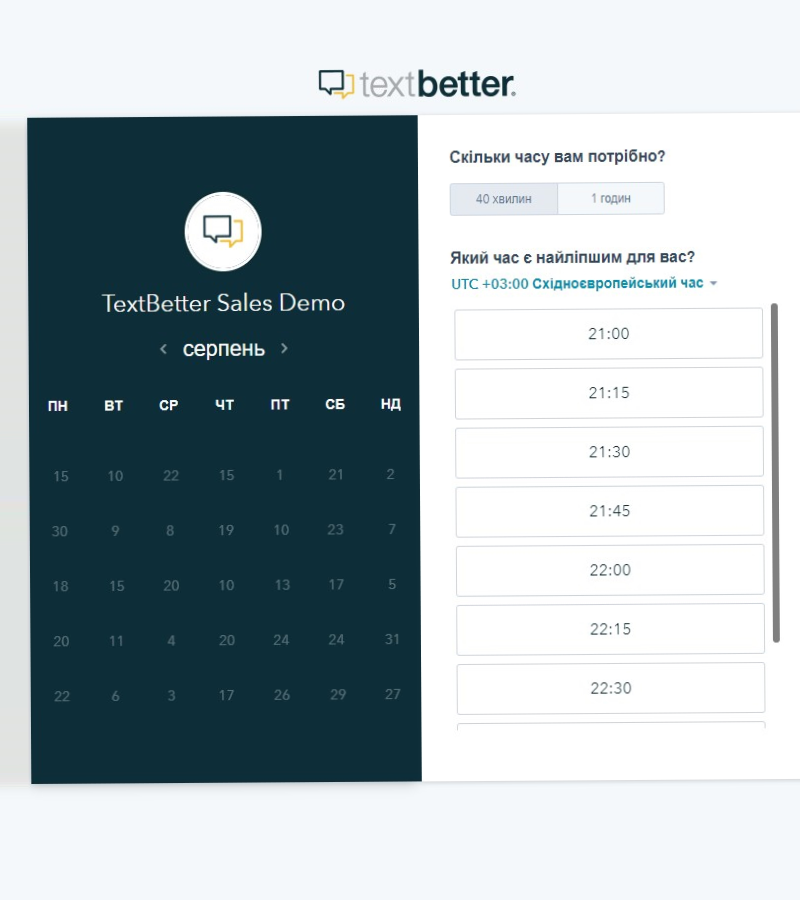 textbetter.
TextBetter Sales Demo
серпень
ПН ВТ СР ЧТ ПТ СБ НД
15 10 22 15 1 21 2
30 9 8 19 10 23 7
18 15 20 10 13 17 5
20 11 4 20 24 24 31
22 6 3 17 26 29 27
Скільки часу вам потрібно?
40 хвилин 1 годин
Який час є найліпшим для вас?
UTC +03:00 Східноєвропейський час
21:00
21:15
21:30
21:45
22:00
22:15
22:30